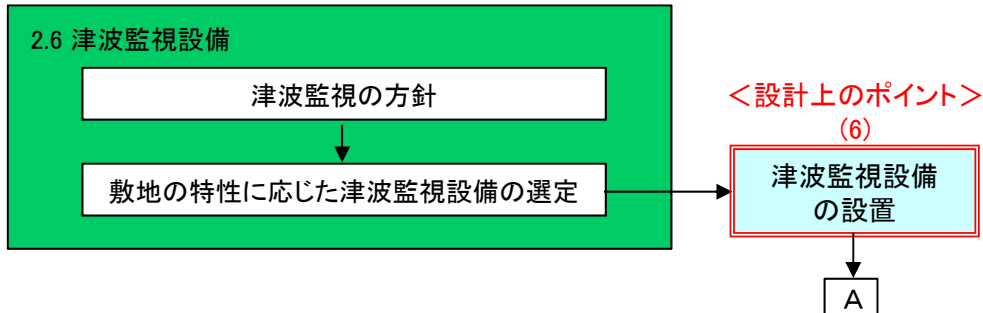 2.6 津波監視設備
津波監視の方針
敷地の特性に応じた津波監視設備の選定
＜設計上のポイント＞
(6)
津波監視設備
の設置
A